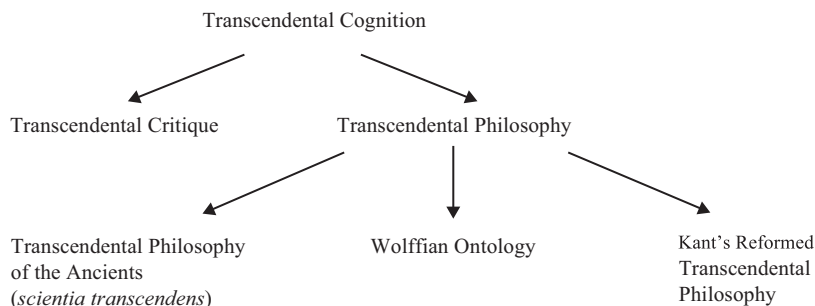 Transcendental Cognition
Transcendental Critique
Transcendental Philosophy
Transcendental Philosophy
of the Ancients
(scientia transcendens)
Wolffian Ontology
Kant’s Reformed
Transcendental
Philosophy